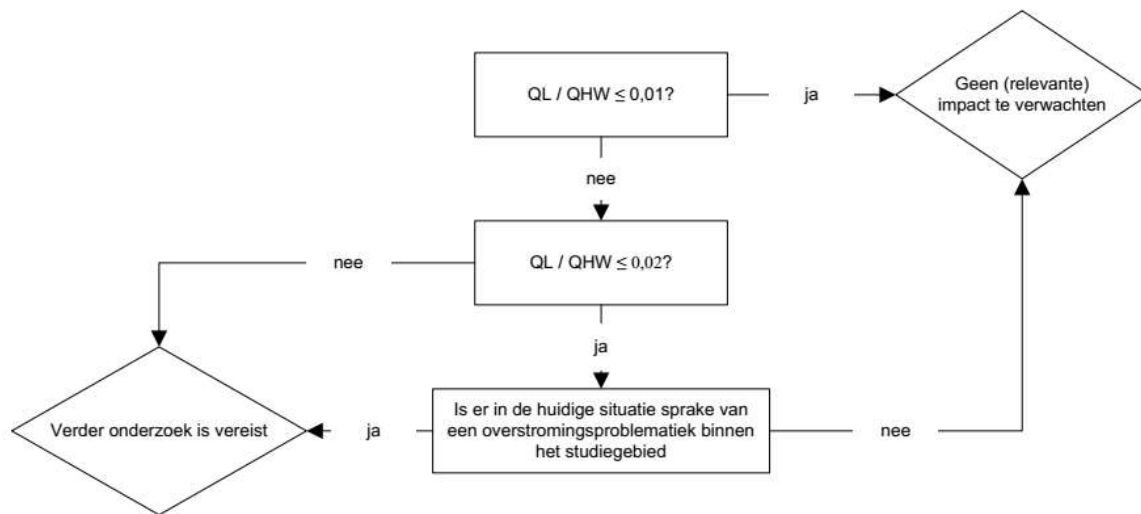 QL / QHW ≤ 0,01?
ja
Geen (relevante)
impact te verwachten
nee
QL / QHW ≤ 0,02?
nee
ja
Verder onderzoek is vereist
ja
Is er in de huidige situatie sprake van
een overstromingsproblematiek binnen
het studiegebied
nee